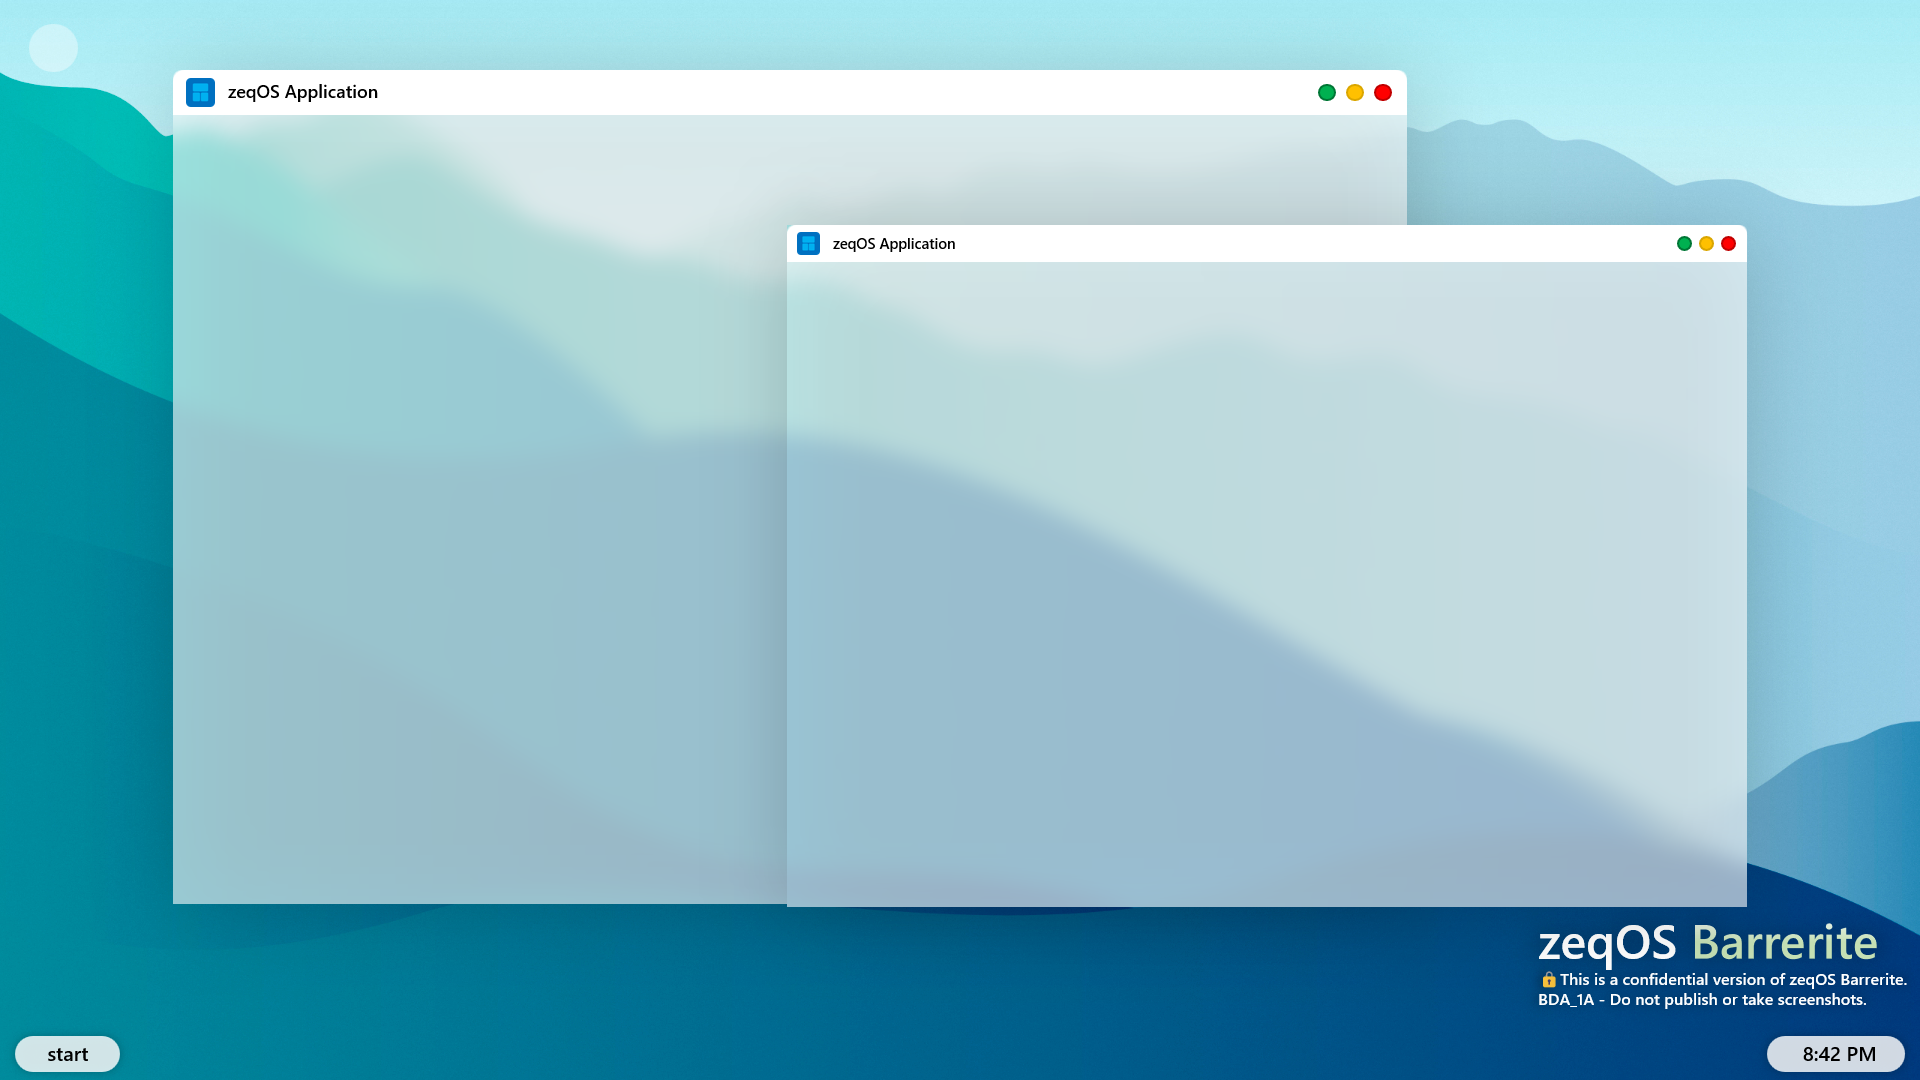 zeqOS Application
zeqOS Application
zeqOS Barrerite
🔒This is a confidential version of zeqOS Barrerite.
BDA_1A - Do not publish or take screenshots.
start
8:42 PM